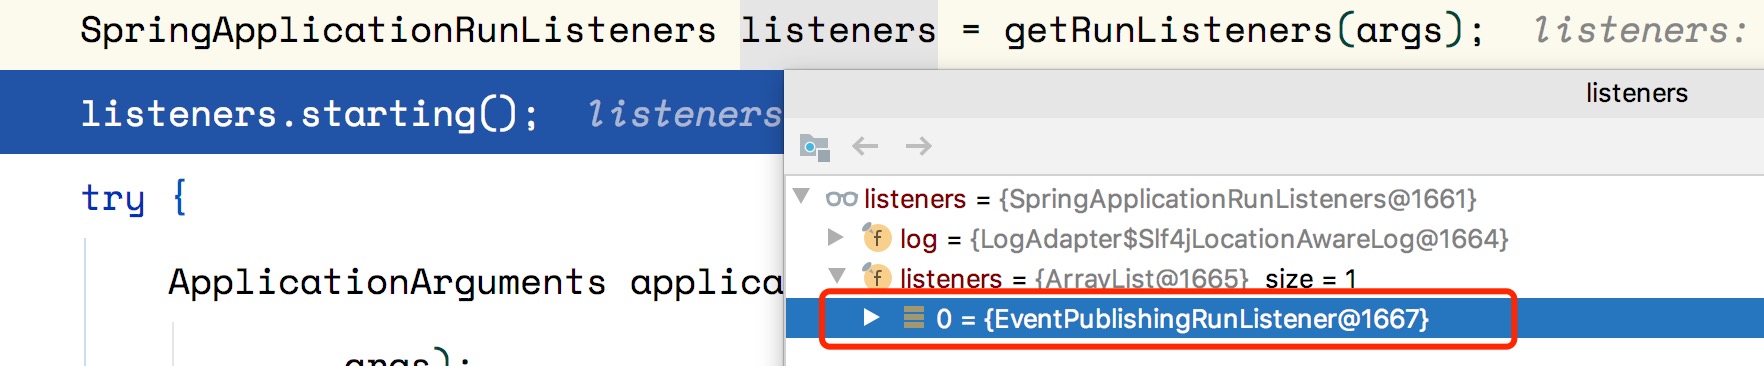 SpringApplicationRunListeners listeners = getRunListeners(args); listeners:
listeners.starting(); listeners
listeners
try {
listeners = {SpringApplicationRunListeners@1661}
f log = {LogAdapter$Slf4jLocationAwareLog@1664}
ApplicationArguments applica
f listeners = {ArrayList@1665} size = 1
0 = {EventPublishingRunListener@1667}
args);